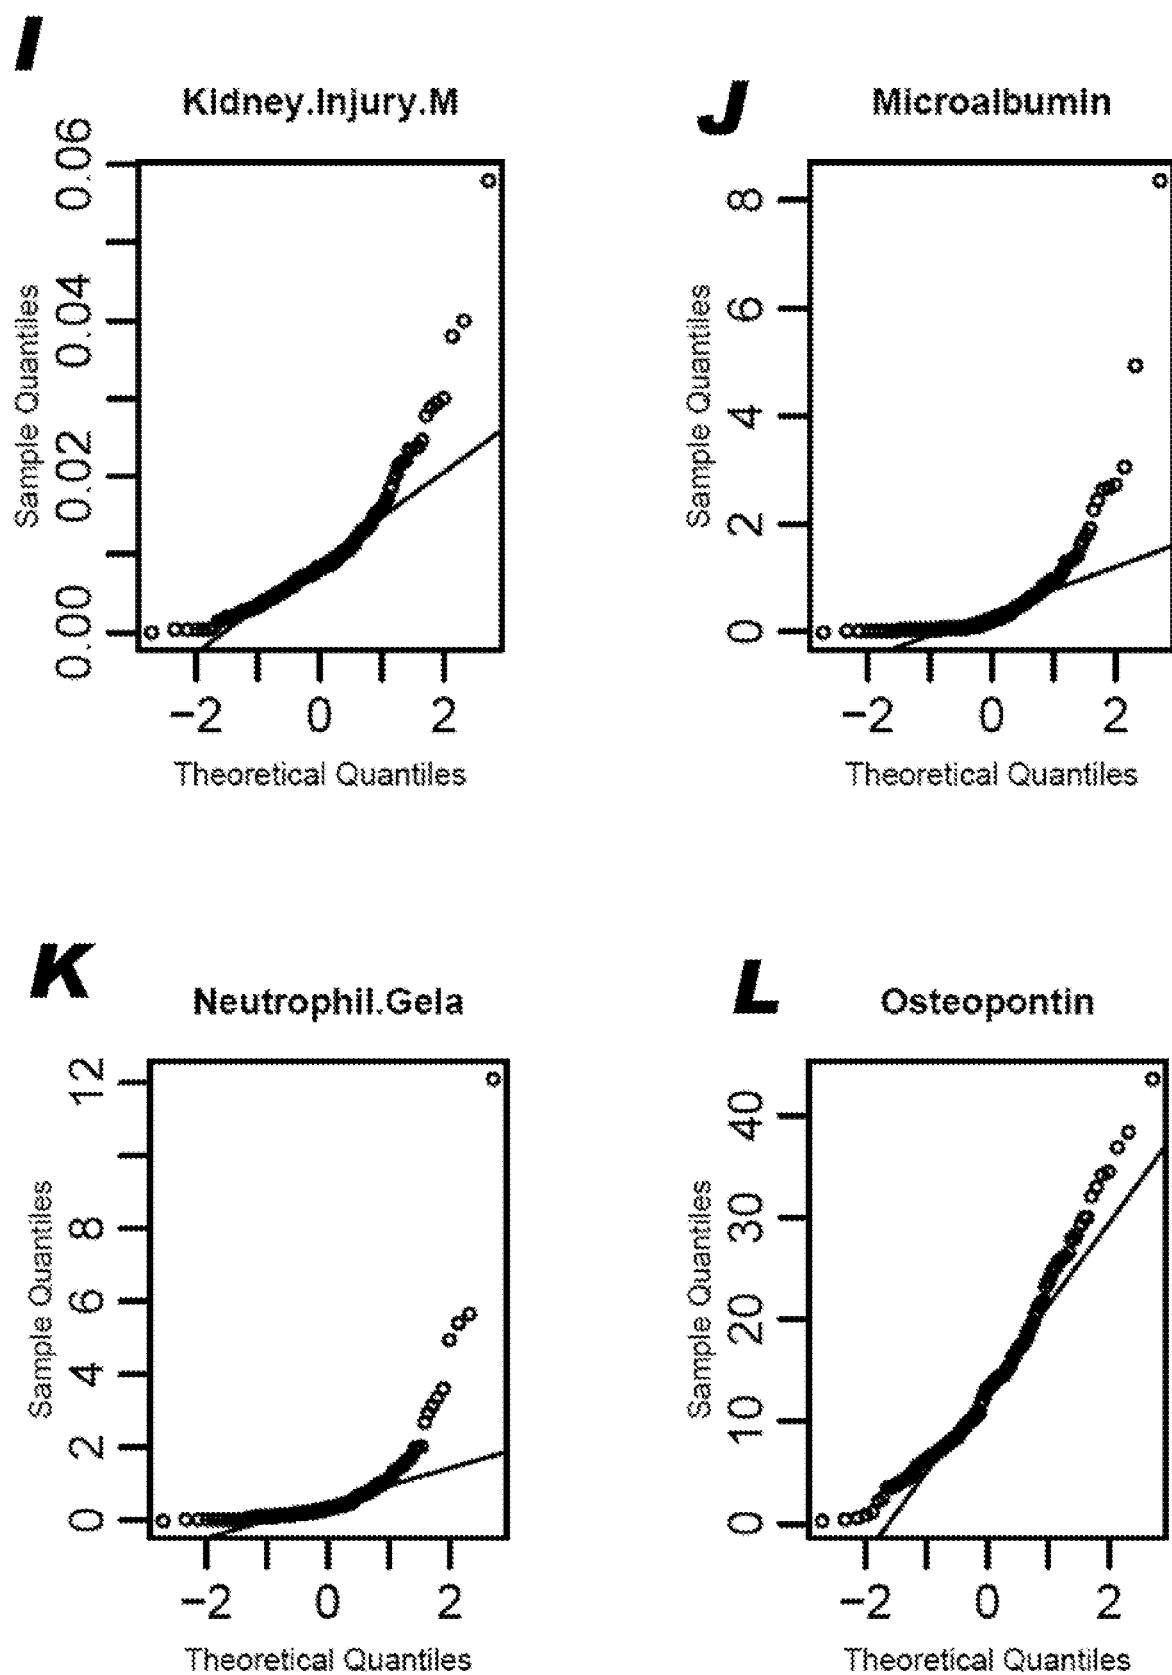 I
Kidney.Injury.M
Sample Quantiles
0.06
0.04
0.02
0.00
−2 0 2
Theoretical Quantiles
J
Microalbumin
Sample Quantiles
8
6
4
2
0
−2 0 2
Theoretical Quantiles
K
Neutrophil.Gela
Sample Quantiles
12
8
6
4
2
0
−2 0 2
Theoretical Quantiles
L
Osteopontin
Sample Quantiles
40
30
20
10
0
−2 0 2
Theoretical Quantiles